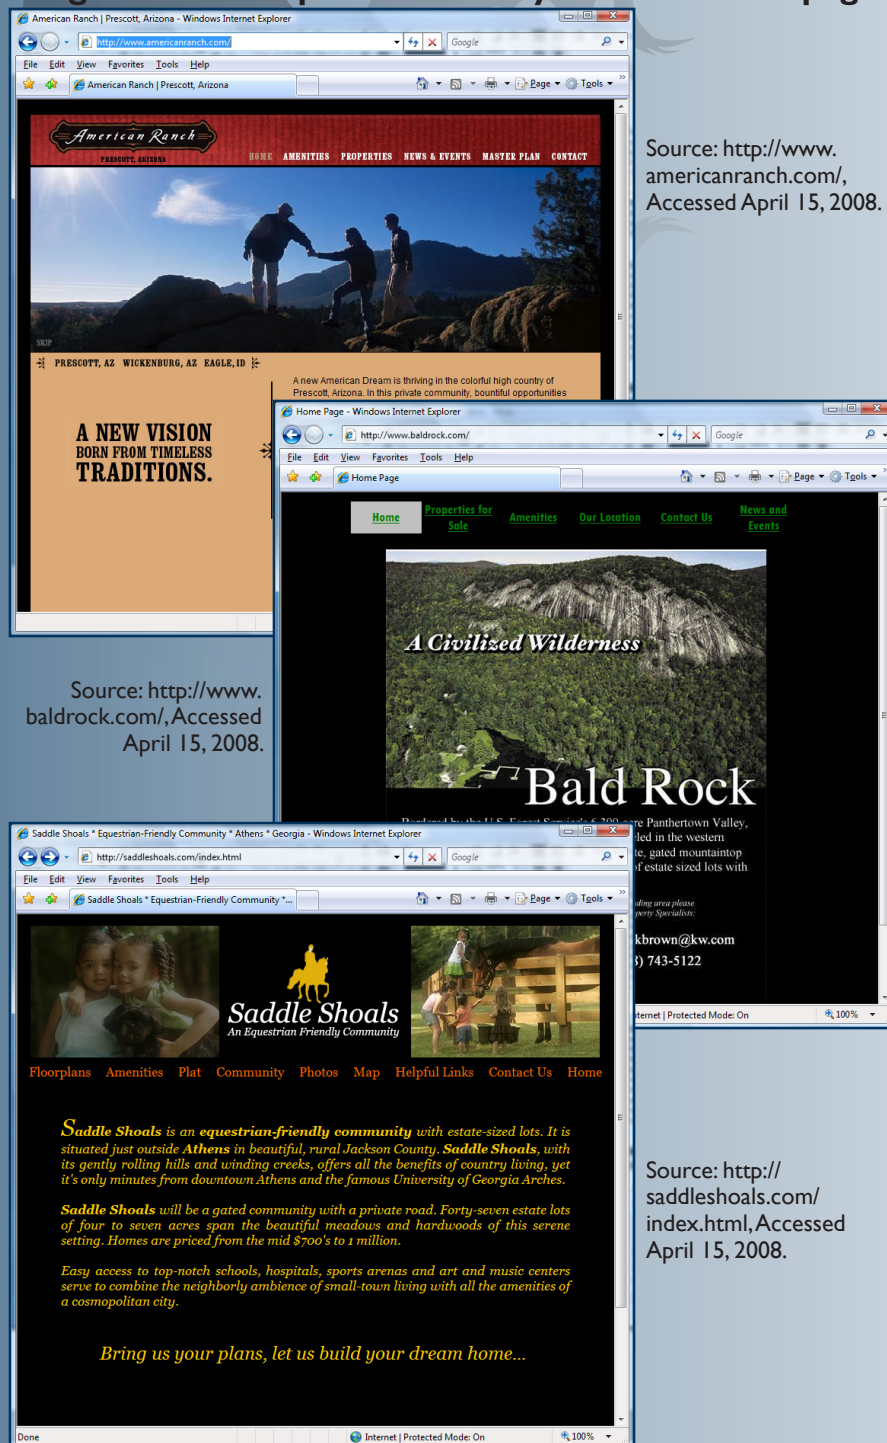 American Ranch | Prescott, Arizona - Windows Internet Explorer
http://www.americanranch.com/
Google
File Edit View Favorites Tools Help
American Ranch | Prescott, Arizona
Page Tools
American Ranch
PRESCOTT, ARIZONA
HOME AMENITIES PROPERTIES NEWS & EVENTS MASTER PLAN CONTACT
SKIP
PRESCOTT, AZ WICKENBURG, AZ EAGLE, ID
A new American Dream is thriving in the colorful high country of
Prescott, Arizona. In this private community, bountiful opportunities
A NEW VISION
BORN FROM TIMELESS
TRADITIONS.
Source: http://www.
americanranch.com/,
Accessed April 15, 2008.
Home Page - Windows Internet Explorer
http://www.baldrock.com/
Google
File Edit View Favorites Tools Help
Home Page
Page Tools
Home
Properties for
Sale
Amenities
Our Location
Contact Us
News and
Events
A Civilized Wilderness
Bald Rock
Bordered by the U.S. Forest Service's 6,300 acre Panthertown Valley,
in the western
gated mountaintop
of estate sized lots with
area please
Specialists:
kbrown@kw.com
743-5122
| Protected Mode: On
100%
Source: http://www.
baldrock.com/, Accessed
April 15, 2008.
Saddle Shoals * Equestrian-Friendly Community * Athens * Georgia - Windows Internet Explorer
http://saddleshoals.com/index.html
Google
File Edit View Favorites Tools Help
Saddle Shoals * Equestrian-Friendly Community *...
Page Tools
Saddle Shoals
An Equestrian Friendly Community
Floorplans Amenities Plat Community Photos Map Helpful Links Contact Us Home
Saddle Shoals is an equestrian-friendly community with estate-sized lots. It is
situated just outside Athens in beautiful, rural Jackson County. Saddle Shoals, with
its gently rolling hills and winding creeks, offers all the benefits of country living, yet
it's only minutes from downtown Athens and the famous University of Georgia Arches.
Saddle Shoals will be a gated community with a private road. Forty-seven estate lots
of four to seven acres span the beautiful meadows and hardwoods of this serene
setting. Homes are priced from the mid $700's to 1 million.
Easy access to top-notch schools, hospitals, sports arenas and art and music centers
serve to combine the neighborly ambience of small-town living with all the amenities of
a cosmopolitan city.
Bring us your plans, let us build your dream home...
Done
Internet | Protected Mode: On
100%
Source: http://
saddleshoals.com/
index.html, Accessed
April 15, 2008.